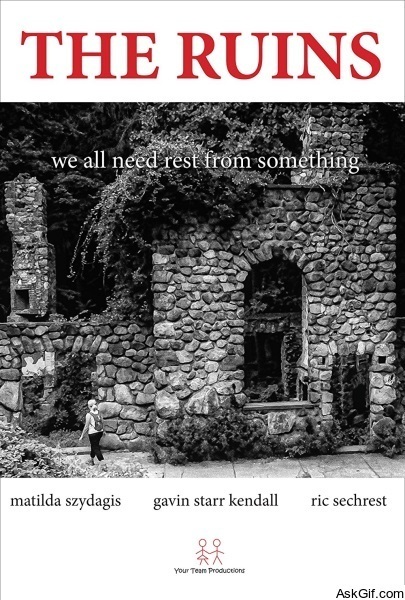 THE RUINS
we all need rest from something
matilda szydagis gavin starr kendall ric sechrest
Your Team Productions
AskGif.com